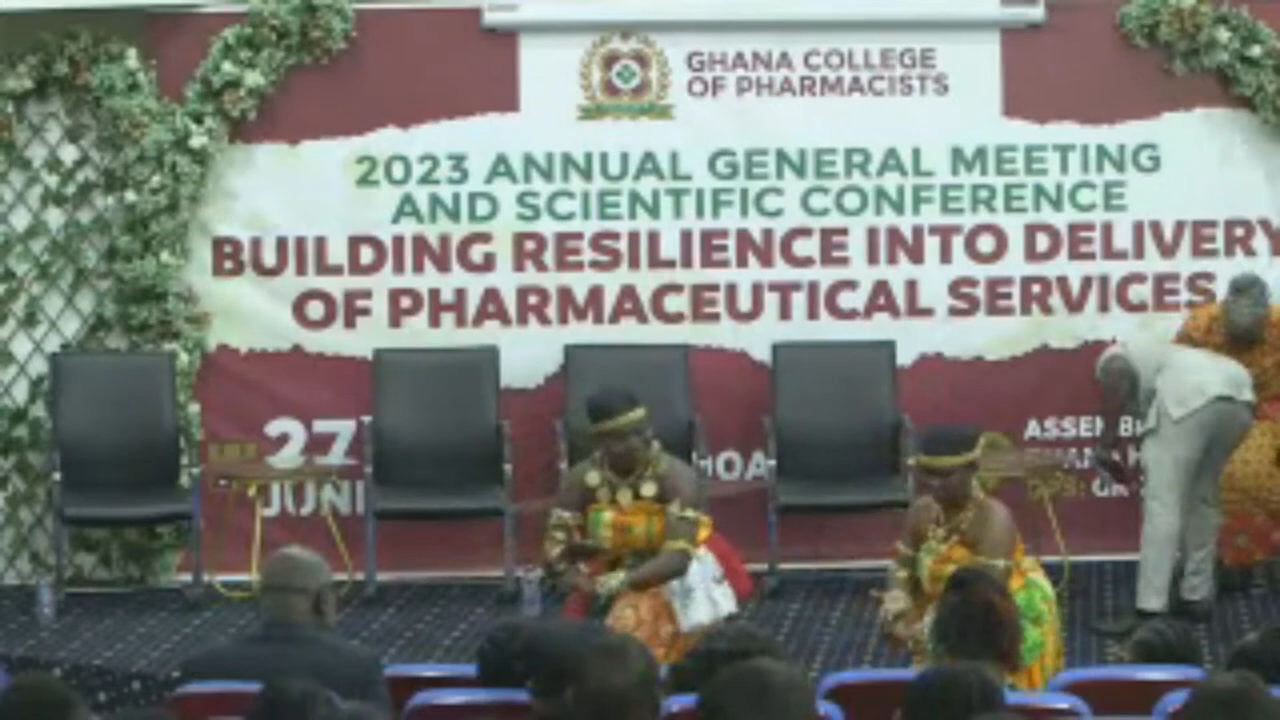 GHANA COLLEGE
OF PHARMACISTS
2023 ANNUAL GENERAL MEETING
AND SCIENTIFIC CONFERENCE
BUILDING RESILIENCE INTO DELIVERY
OF PHARMACEUTICAL SERVICES
27
JUN